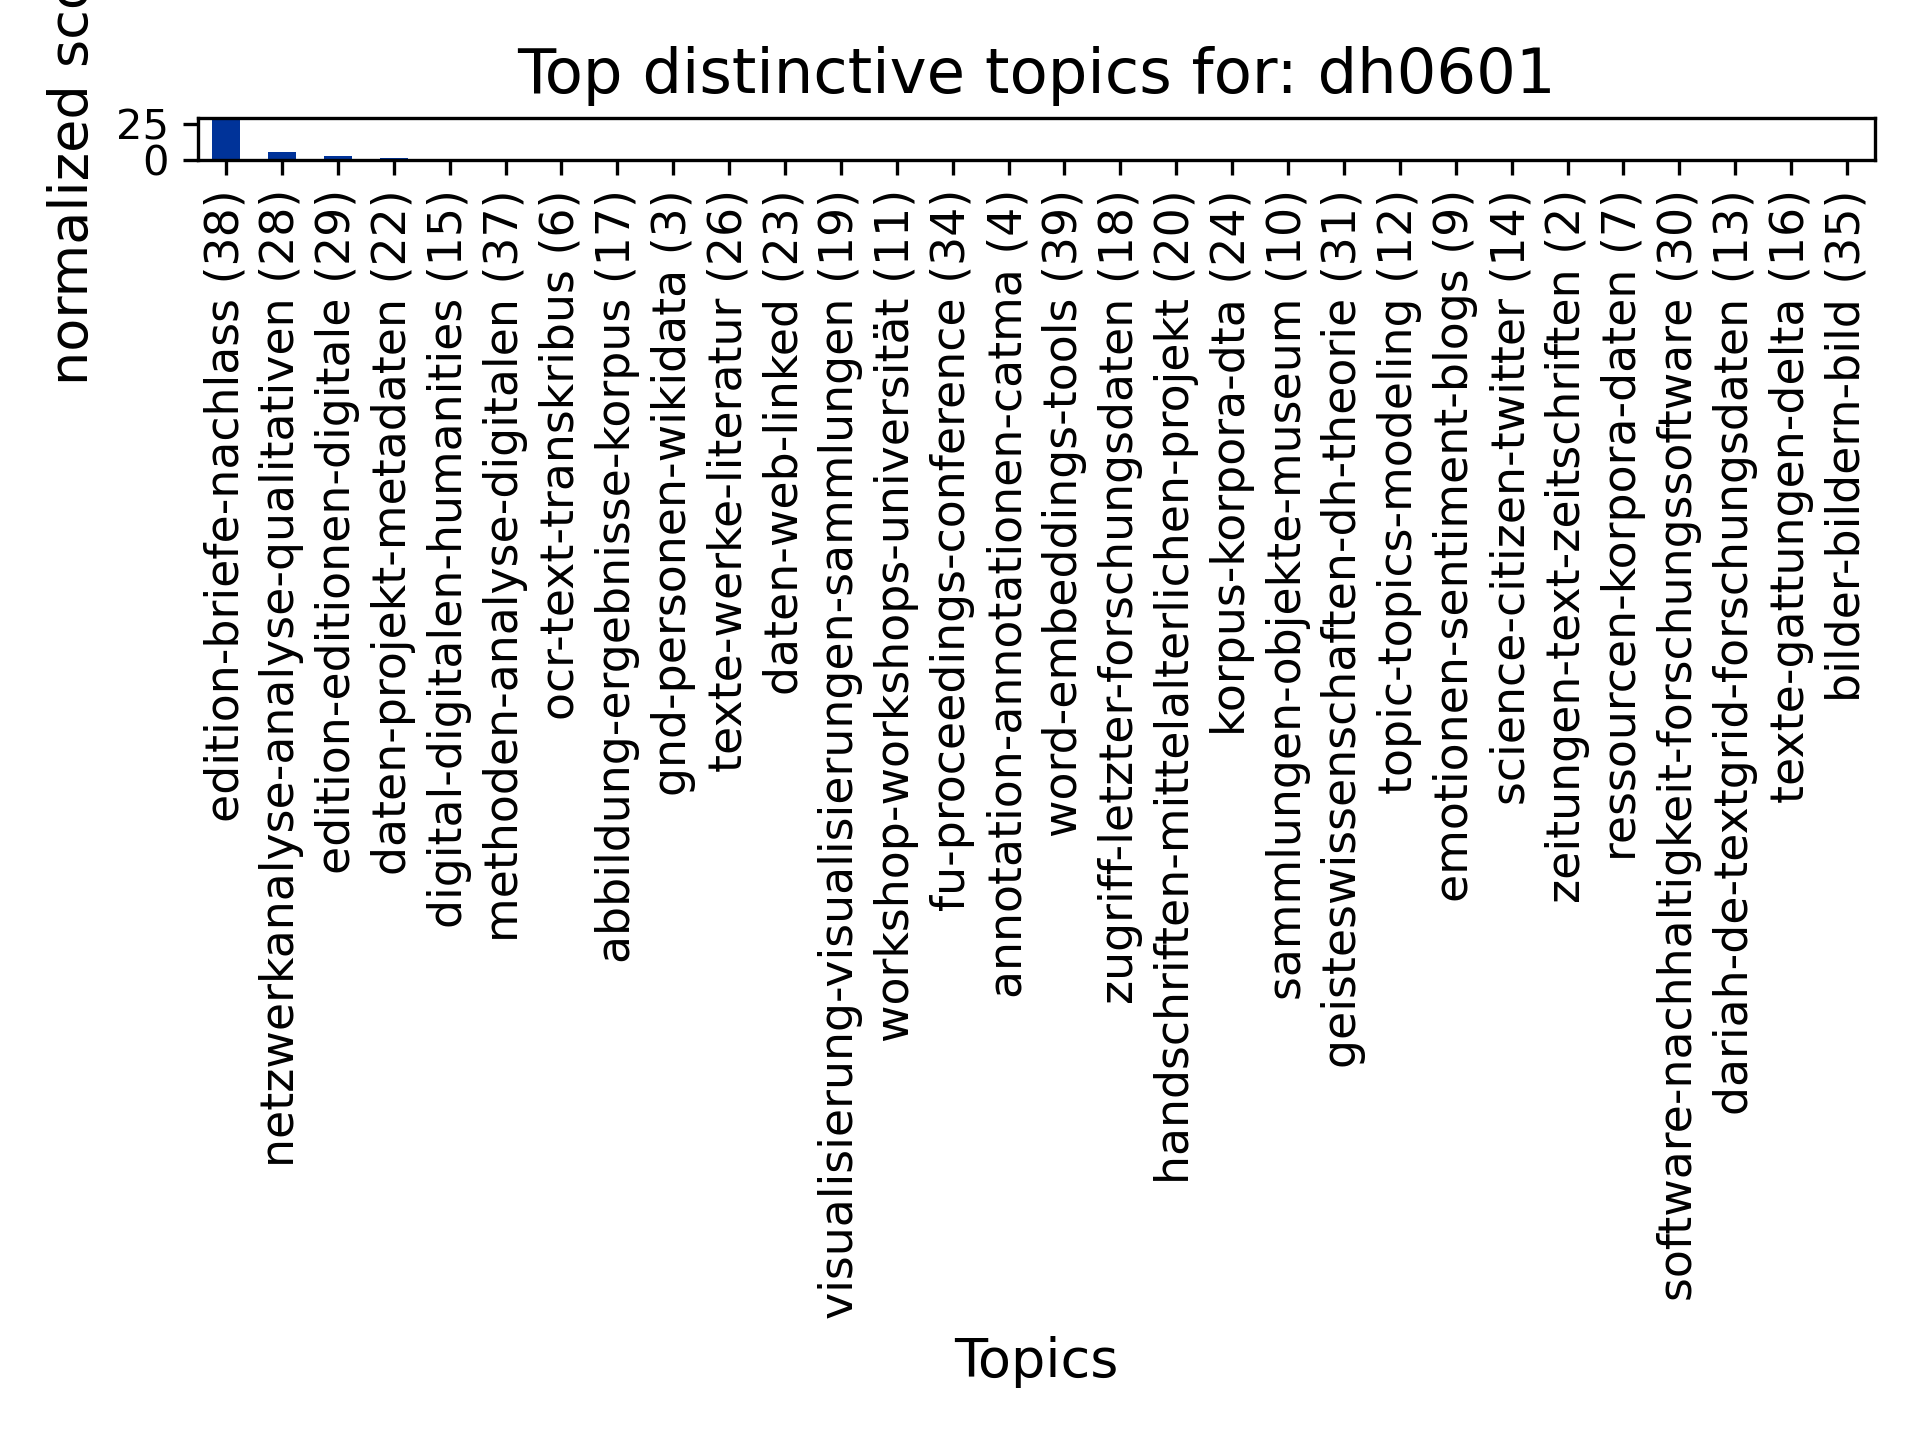 Top distinctive topics for: dh0601
normalized sco
25
0
edition-briefe-nachlass (38)
netzwerkanalyse-analyse-qualitativen (28)
edition-editionen-digitale (29)
daten-projekt-metadaten (22)
digital-digitalen-humanities (15)
methoden-analyse-digitalen (37)
ocr-text-transkribus (6)
abbildung-ergebnisse-korpus (17)
gnd-personen-wikidata (3)
texte-werke-literatur (26)
daten-web-linked (23)
visualisierung-visualisierungen-sammlungen (19)
workshop-workshops-universität (11)
fu-proceedings-conference (34)
annotation-annotationen-catma (4)
word-embeddings-tools (39)
zugriff-letzter-forschungsdaten (18)
handschriften-mittelalterlichen-projekt (20)
korpus-korpora-dta (24)
sammlungen-objekte-museum (10)
geisteswissenschaften-dh-theorie (31)
topic-topics-modeling (12)
emotionen-sentiment-blogs (9)
science-citizen-twitter (14)
zeitungen-text-zeitschriften (2)
ressourcen-korpora-daten (7)
software-nachhaltigkeit-forschungssoftware (30)
dariah-de-textgrid-forschungsdaten (13)
texte-gattungen-delta (16)
bilder-bildern-bild (35)
Topics